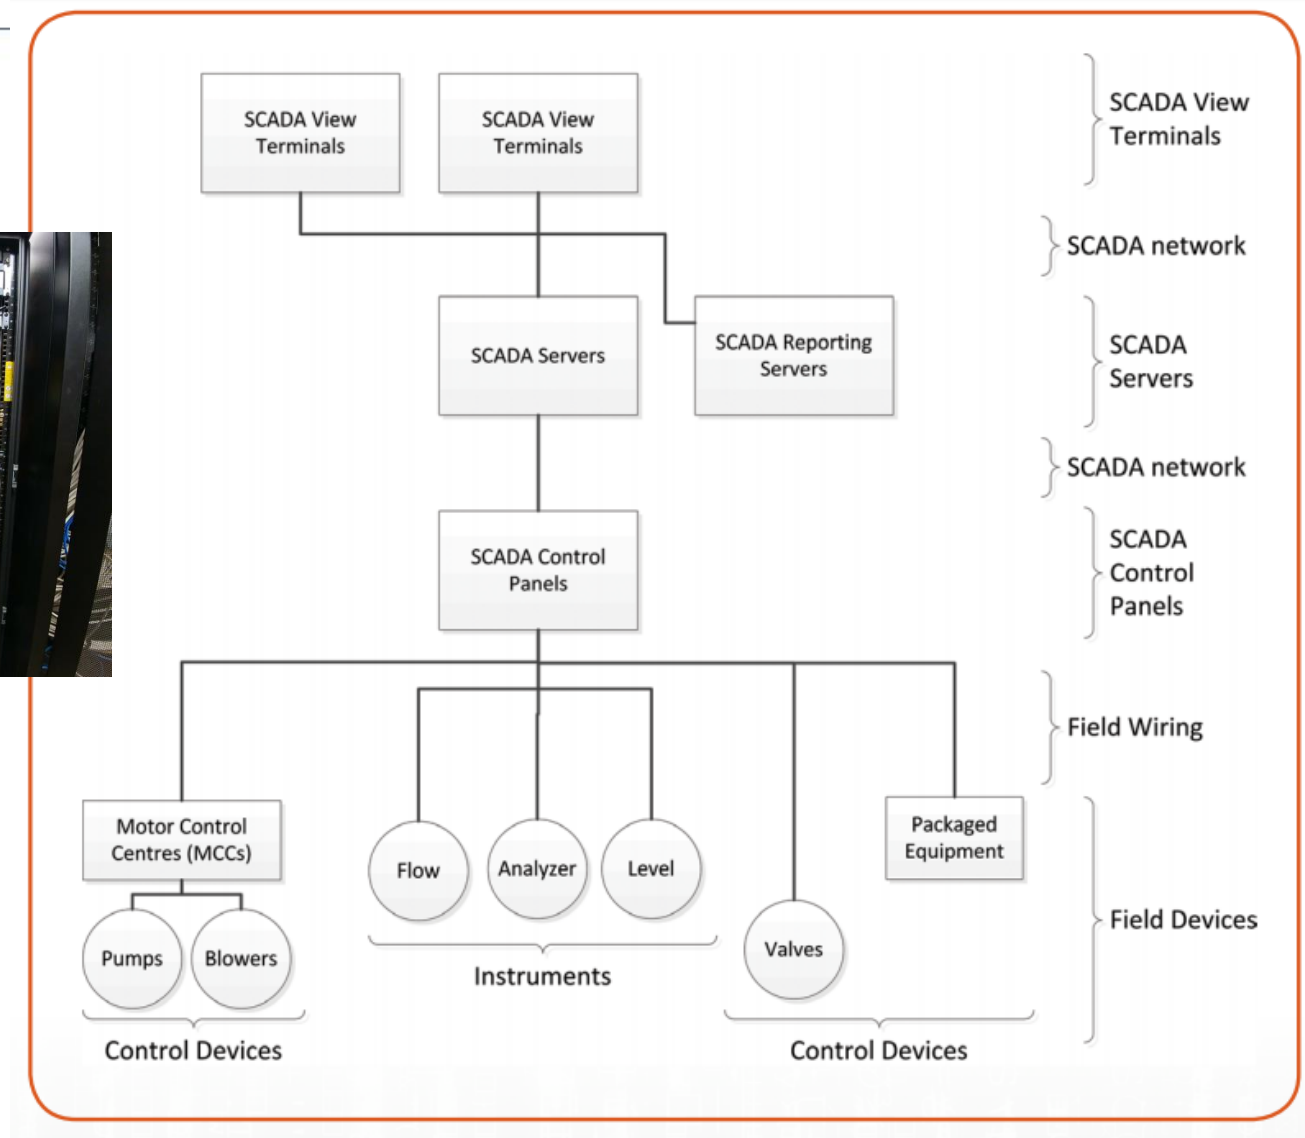 SCADA View
Terminals
SCADA View
Terminals
SCADA View
Terminals
SCADA network
SCADA Servers
SCADA Reporting
Servers
SCADA
Servers
SCADA network
SCADA Control
Panels
SCADA
Control
Panels
Field Wiring
Motor Control
Centres (MCCs)
Flow
Analyzer
Level
Packaged
Equipment
Pumps
Blowers
Valves
Field Devices
Instruments
Control Devices
Control Devices